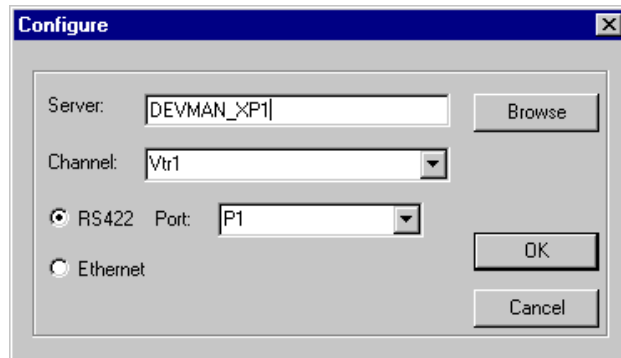 Configure
Server: DEVMAN_XP1 Browse
Channel: Vtr1
RS422 Port: P1
OK
Ethernet
Cancel